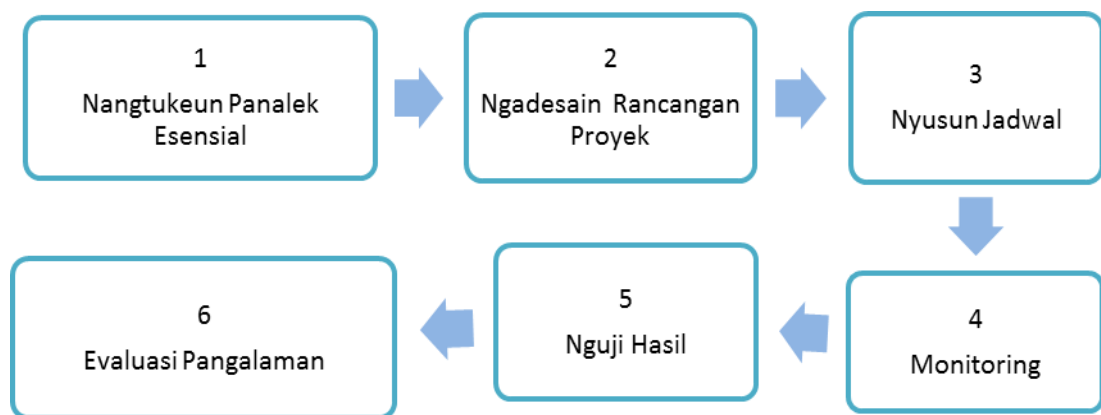 1
Nangtukeun Panalek
Esensial
2
Ngadesain Rancangan
Proyek
3
Nyusun Jadwal
4
Monitoring
5
Nguji Hasil
6
Evaluasi Pangalaman